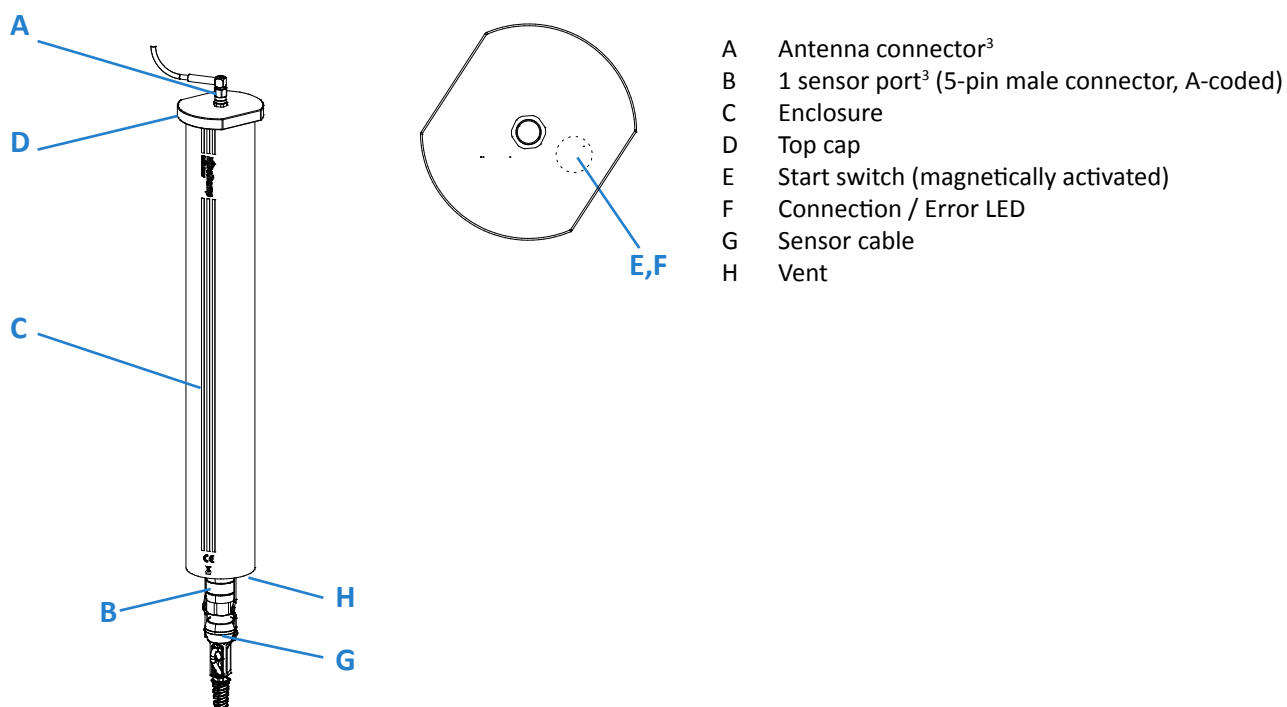 A
D
C
B
H
G
E,F
A Antenna connector³
B 1 sensor port³ (5-pin male connector, A-coded)
C Enclosure
D Top cap
E Start switch (magnetically activated)
F Connection / Error LED
G Sensor cable
H Vent
CE